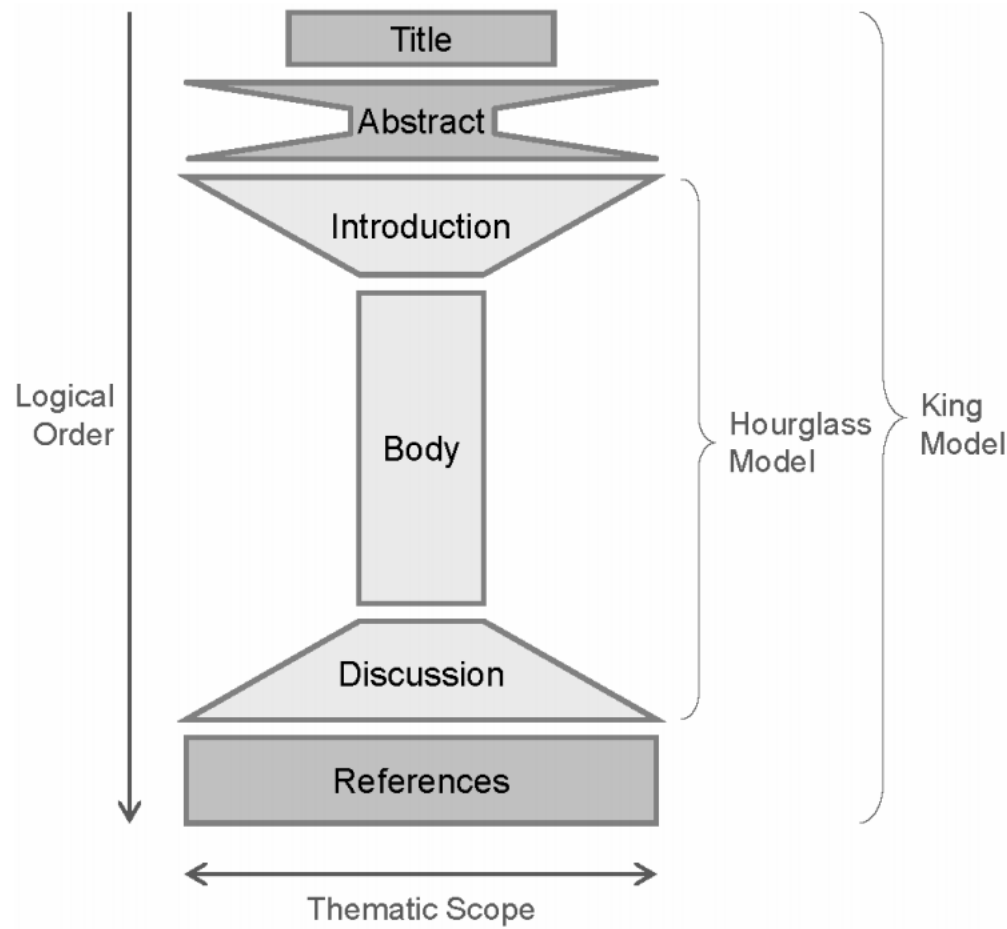 Title
Abstract
Introduction
Logical
Order
Body
Hourglass
Model
King
Model
Discussion
References
Thematic Scope